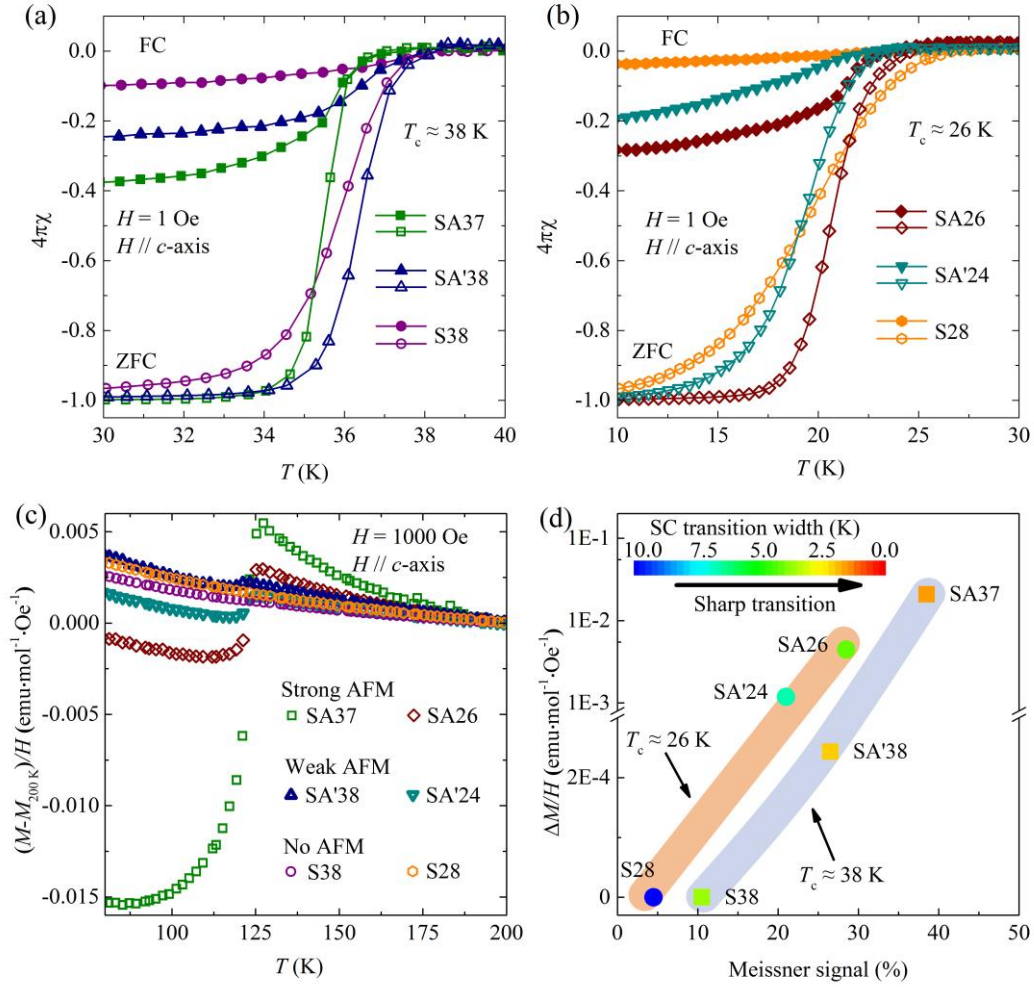 (a)
FC
0.0
-0.2
-0.4
-0.6
-0.8
-1.0
4πχ
T_c ≈ 38 K
H = 1 Oe
H // c-axis
SA37
SA'38
S38
ZFC
30 32 34 36 38 40
T (K)
(b)
FC
0.0
-0.2
-0.4
-0.6
-0.8
-1.0
4πχ
T_c ≈ 26 K
H = 1 Oe
H // c-axis
SA26
SA'24
S28
ZFC
10 15 20 25 30
T (K)
(c)
H = 1000 Oe
H // c-axis
0.005
0.000
-0.005
-0.010
-0.015
(M-M_200 K)/H (emu·mol⁻¹·Oe⁻¹)
Strong AFM
SA37 SA26
Weak AFM
SA'38 SA'24
No AFM
S38 S28
100 125 150 175 200
T (K)
(d)
SC transition width (K)
10.0 7.5 5.0 2.5 0.0
Sharp transition
1E-1
1E-2
1E-3
2E-4
0
ΔM/H (emu·mol⁻¹·Oe⁻¹)
SA37
SA26
SA'24
T_c ≈ 26 K
SA'38
T_c ≈ 38 K
S28
S38
0 10 20 30 40 50
Meissner signal (%)